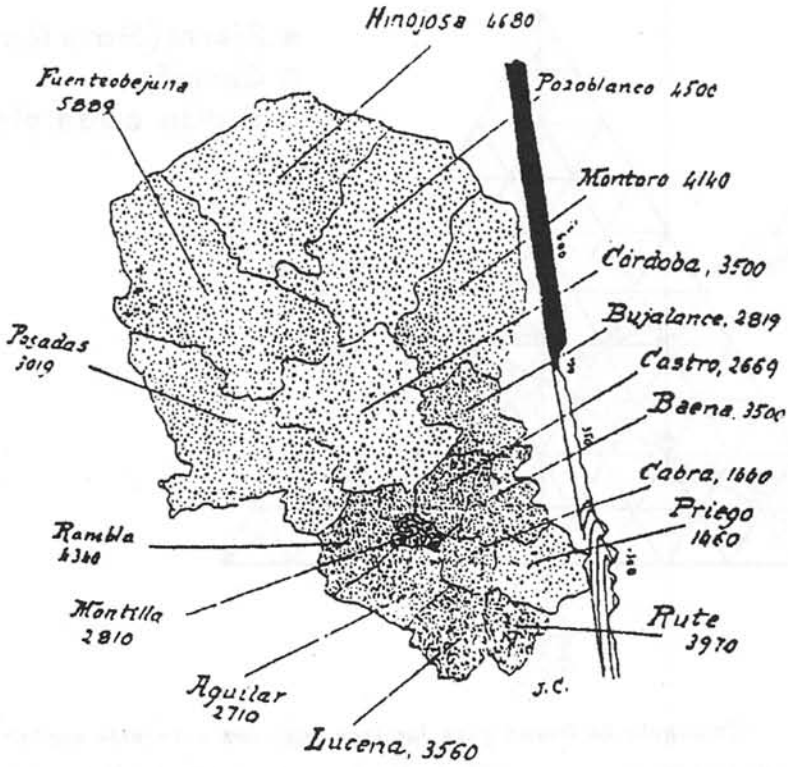 Hinojosa 4680
Fuenteobejuna
5889
Pozoblanco 4500
Montoro 4140
Córdoba, 3500
Bujalance, 2819
Posadas
3019
Castro, 2669
Baena, 3500
Cabra, 1660
Priego
1460
Rambla
4340
Montilla
2810
Rute
3970
Aguilar
2710
J.C.
Lucena, 3560